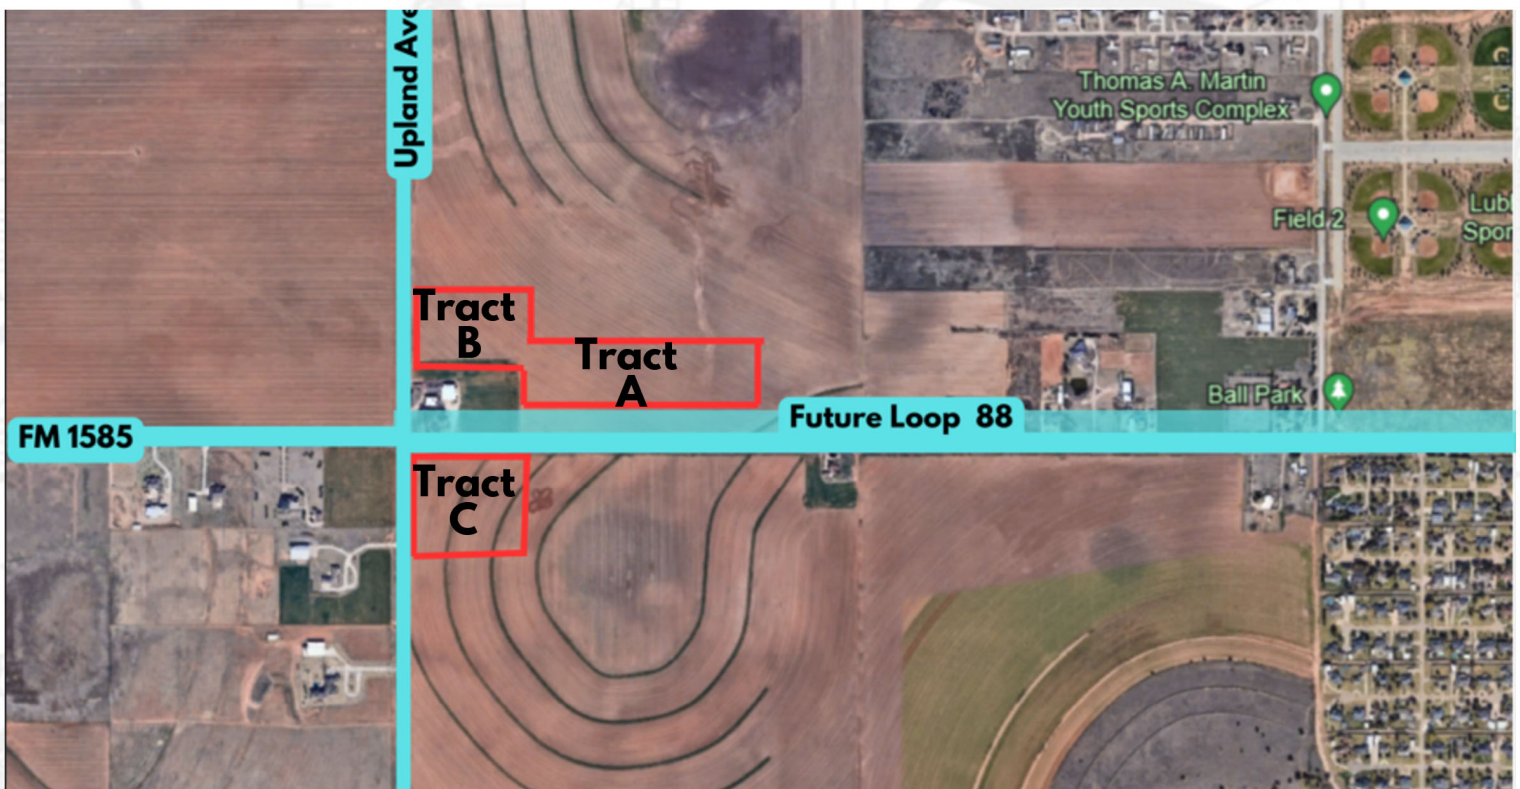 Upland Ave
Thomas A. Martin
Youth Sports Complex
Field 2
Tract
B
Tract
A
Ball Park
Future Loop 88
FM 1585
Tract
C